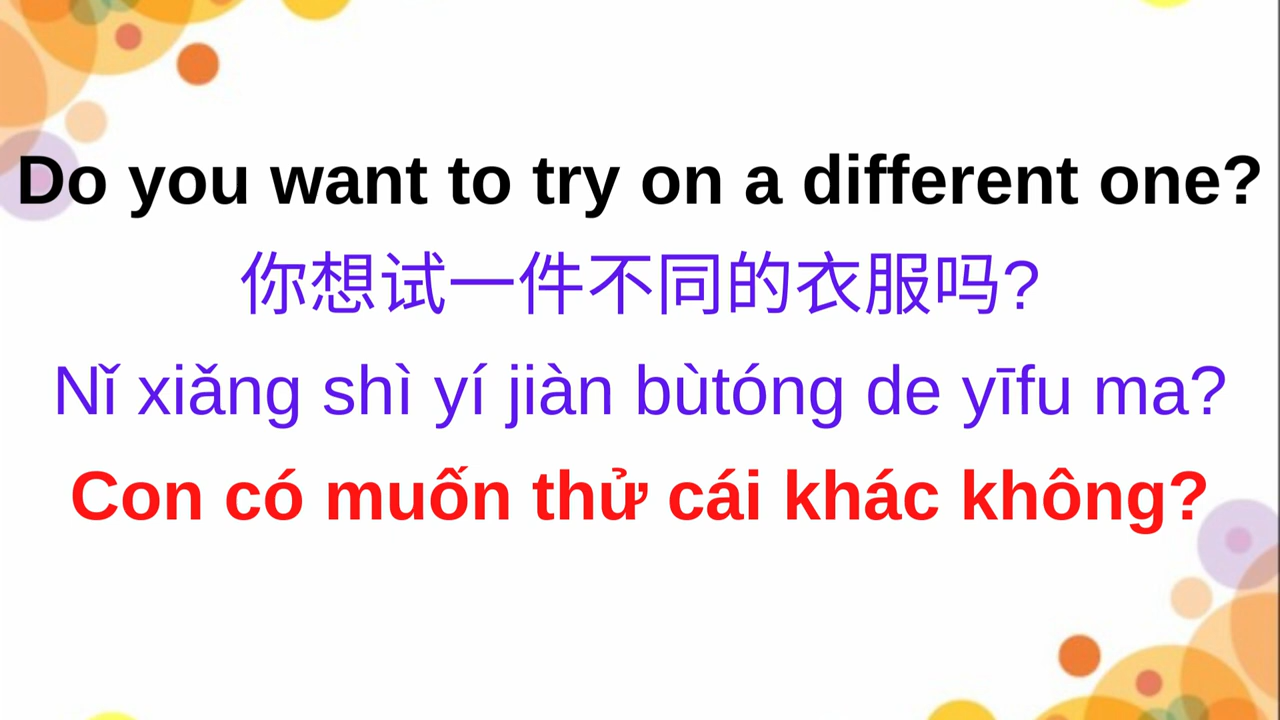 Do you want to try on a different one?
你想试一件不同的衣服吗?
Nǐ xiǎng shì yí jiàn bùtóng de yīfu ma?
Con có muốn thử cái khác không?